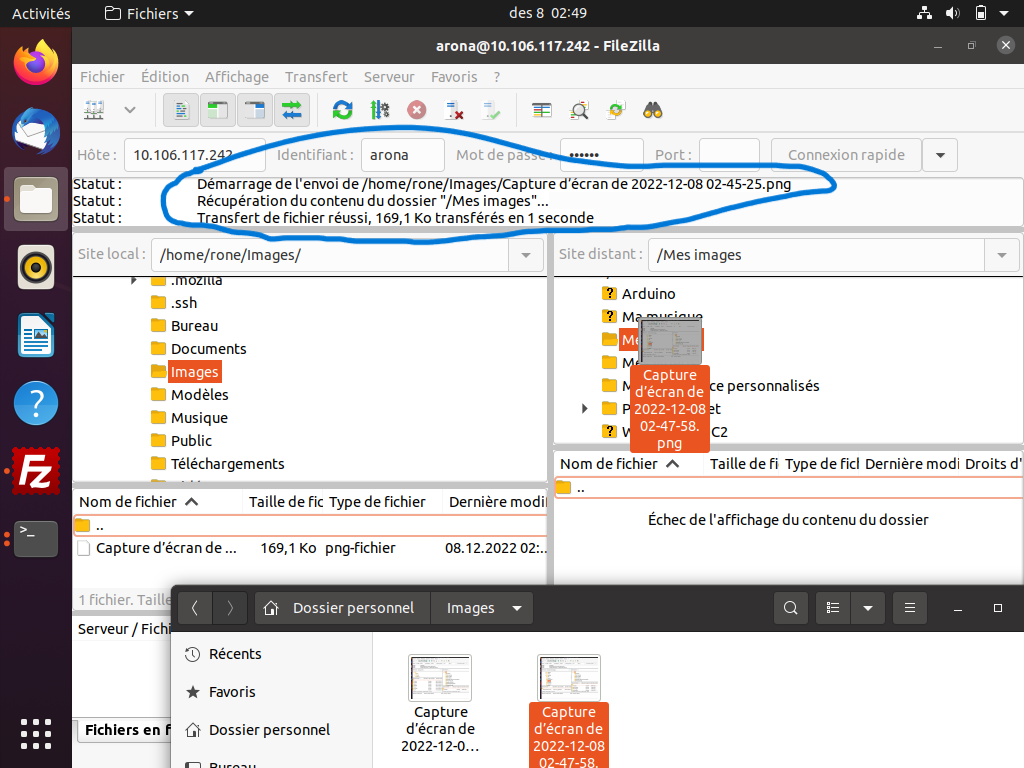 Activités
Fichiers
des 8 02:49
arona@10.106.117.242 - FileZilla
Fichier Édition Affichage Transfert Serveur Favoris ?
Hôte : 10.106.117.242 Identifiant : arona Mot de passe : •••••• Port : Connexion rapide
Statut : Démarrage de l'envoi de /home/rone/Images/Capture d’écran de 2022-12-08 02-45-25.png
Statut : Récupération du contenu du dossier "/Mes images"...
Statut : Transfert de fichier réussi, 169,1 Ko transférés en 1 seconde
Site local : /home/rone/Images/
.mozilla
.ssh
Bureau
Documents
Images
Modèles
Musique
Public
Téléchargements
Nom de fichier Taille de fic Type de fichier Dernière modi
..
Capture d’écran de ... 169,1 Ko png-fichier 08.12.2022 02:...
1 fichier. Taille
Serveur / Fichi
Fichiers en f
Site distant : /Mes images
Arduino
Ma musique
Me
ce personnalisés
Capture
d’écran de
2022-12-08
02-47-58.
png
Nom de fichier Taille de fi Type de ficl Dernière modi Droits d'
..
Échec de l'affichage du contenu du dossier
Dossier personnel Images
Récents
Favoris
Dossier personnel
Bureau
Capture
d’écran de
2022-12-0…
Capture
d’écran de
2022-12-08
02-47-58.